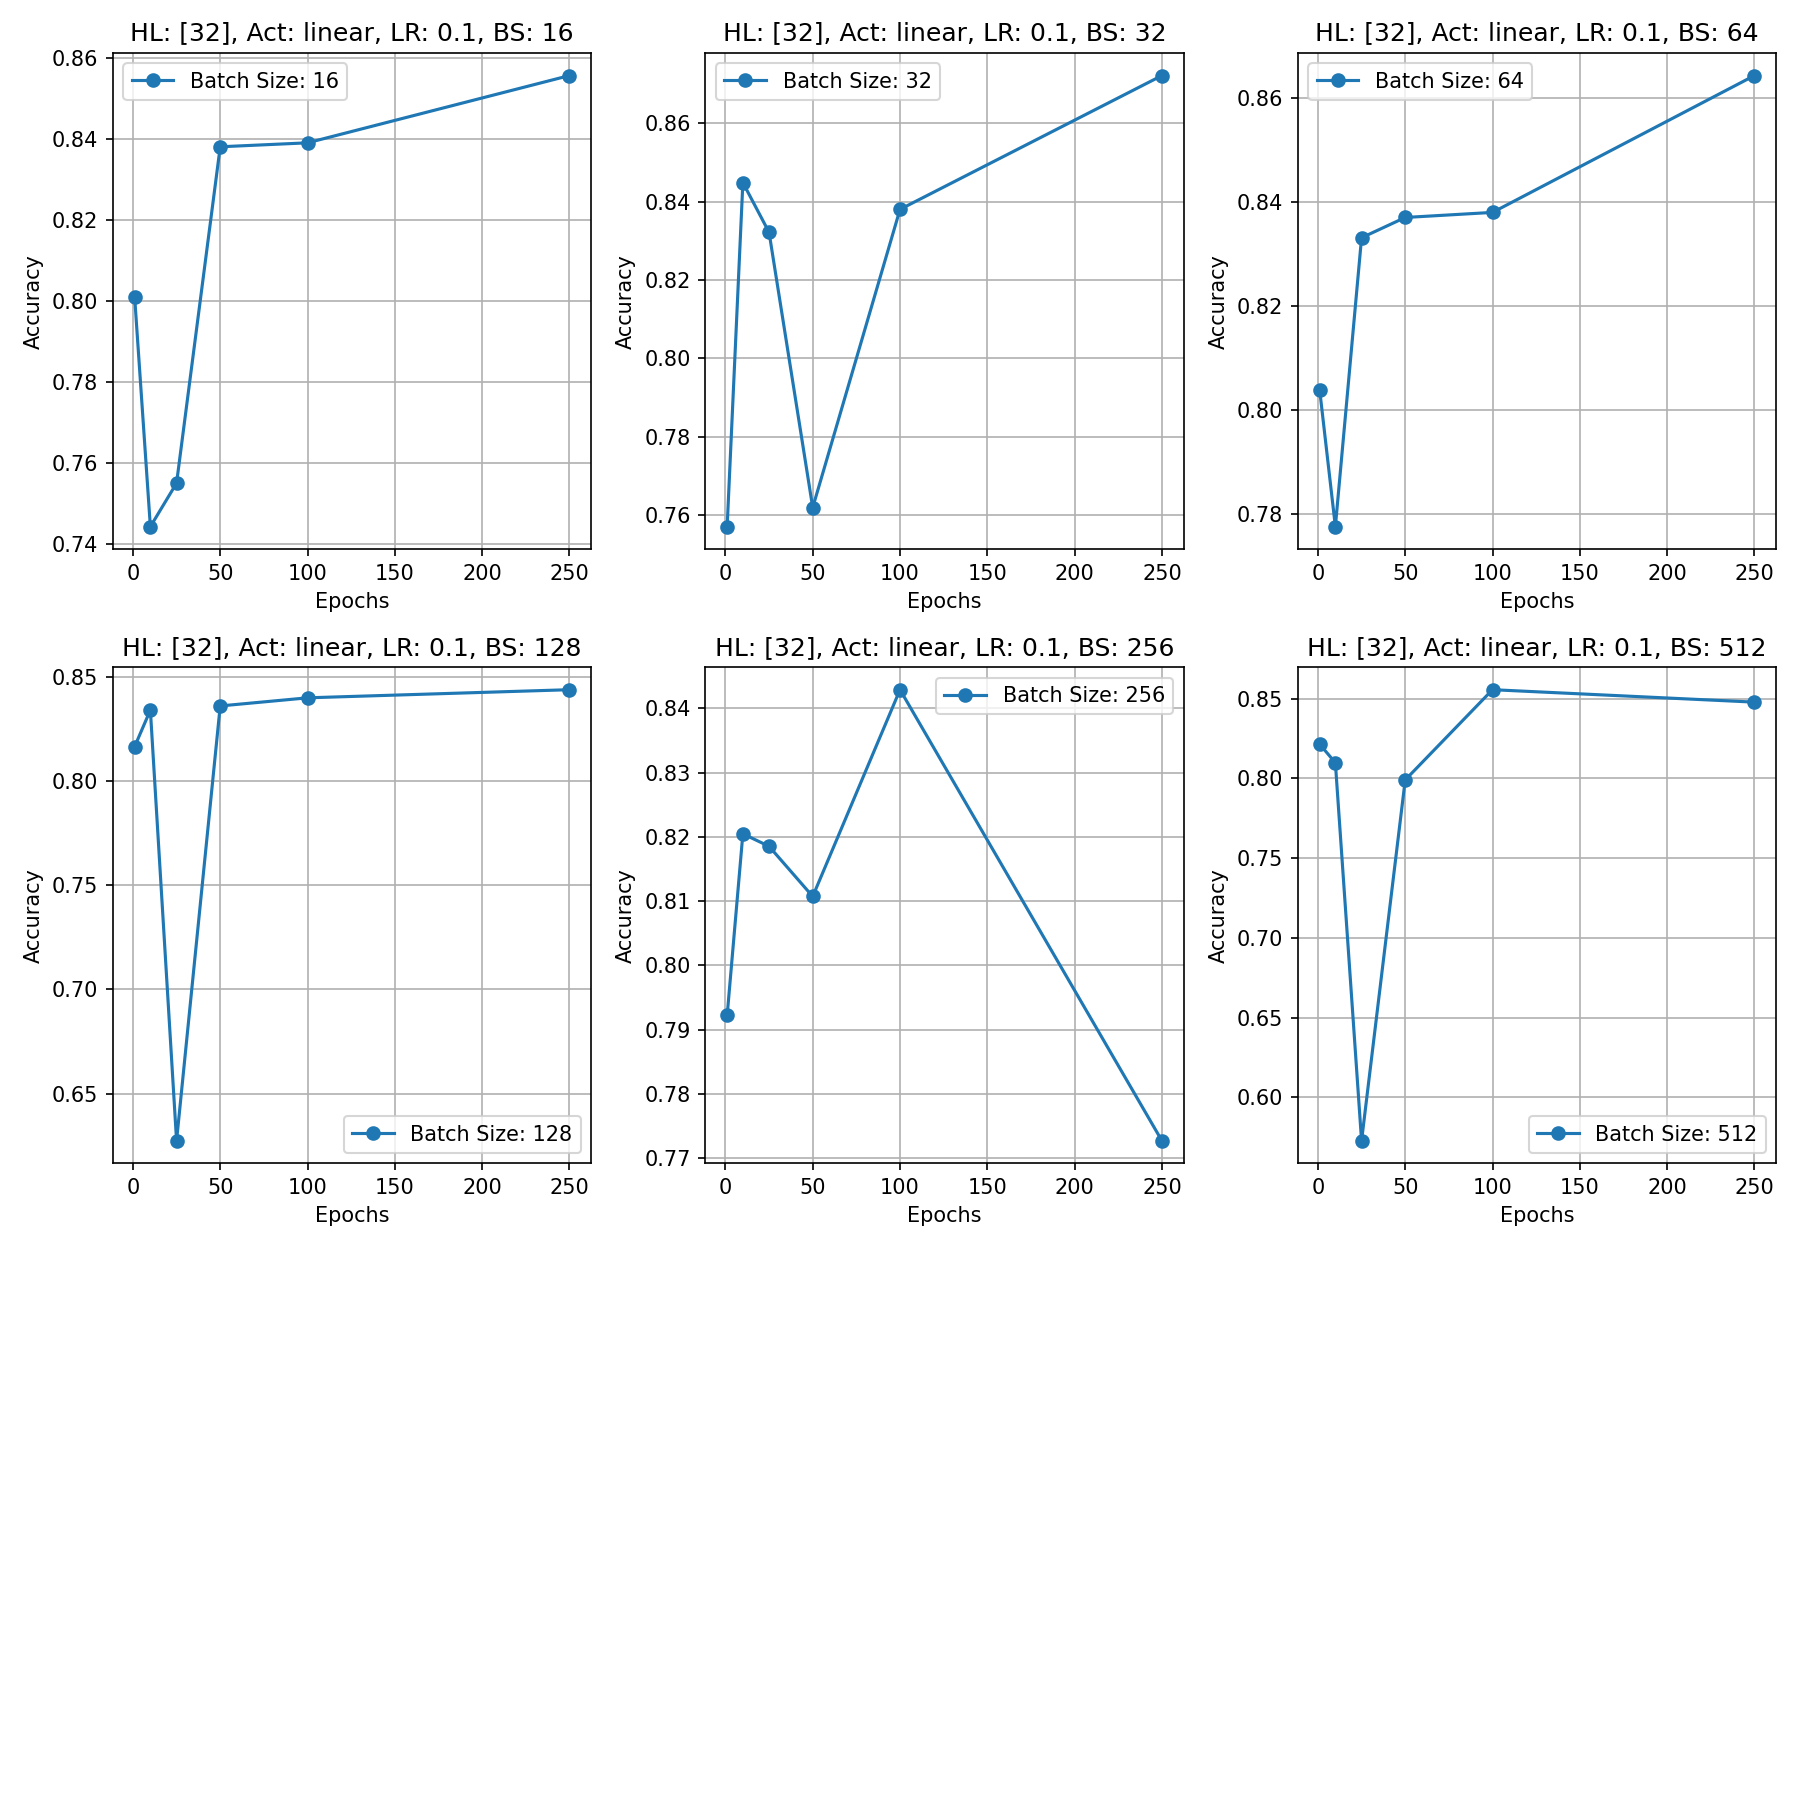 HL: [32], Act: linear, LR: 0.1, BS: 16
Batch Size: 16
Accuracy
0.86
0.84
0.82
0.80
0.78
0.76
0.74
0 50 100 150 200 250
Epochs
HL: [32], Act: linear, LR: 0.1, BS: 32
Batch Size: 32
Accuracy
0.86
0.84
0.82
0.80
0.78
0.76
0 50 100 150 200 250
Epochs
HL: [32], Act: linear, LR: 0.1, BS: 64
Batch Size: 64
Accuracy
0.86
0.84
0.82
0.80
0.78
0 50 100 150 200 250
Epochs
HL: [32], Act: linear, LR: 0.1, BS: 128
Accuracy
0.85
0.80
0.75
0.70
0.65
Batch Size: 128
0 50 100 150 200 250
Epochs
HL: [32], Act: linear, LR: 0.1, BS: 256
Batch Size: 256
Accuracy
0.84
0.83
0.82
0.81
0.80
0.79
0.78
0.77
0 50 100 150 200 250
Epochs
HL: [32], Act: linear, LR: 0.1, BS: 512
Accuracy
0.85
0.80
0.75
0.70
0.65
0.60
Batch Size: 512
0 50 100 150 200 250
Epochs